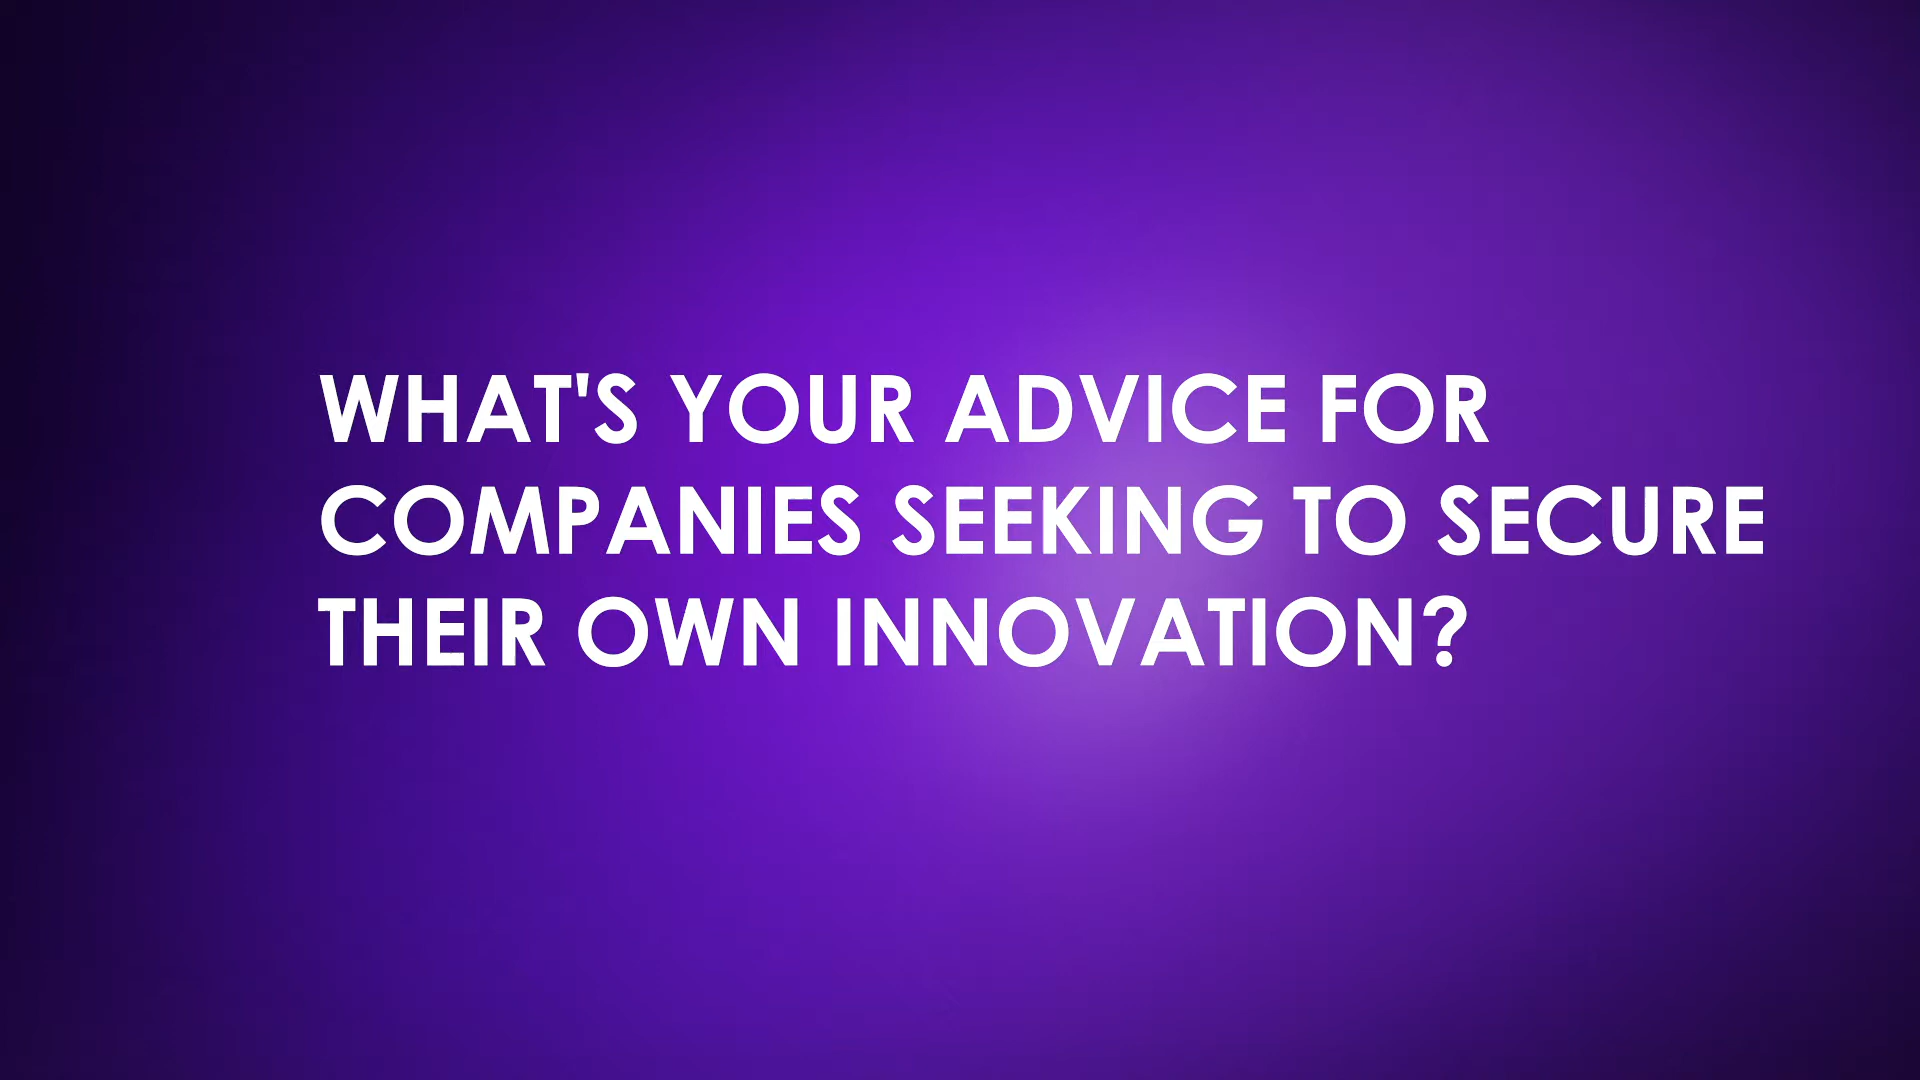 WHAT'S YOUR ADVICE FOR
COMPANIES SEEKING TO SECURE
THEIR OWN INNOVATION?